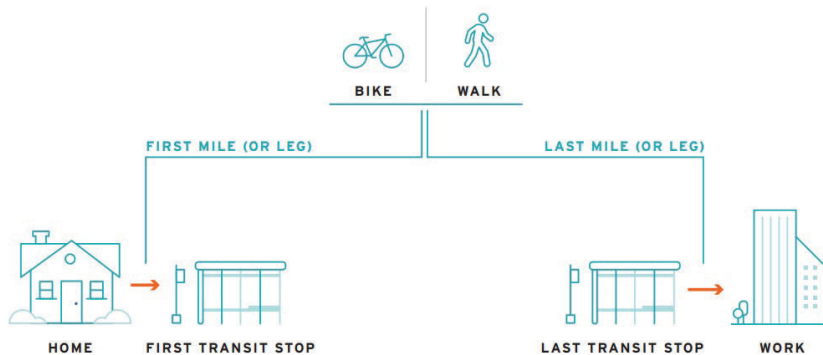 BIKE
WALK
FIRST MILE (OR LEG)
LAST MILE (OR LEG)
HOME
FIRST TRANSIT STOP
LAST TRANSIT STOP
WORK